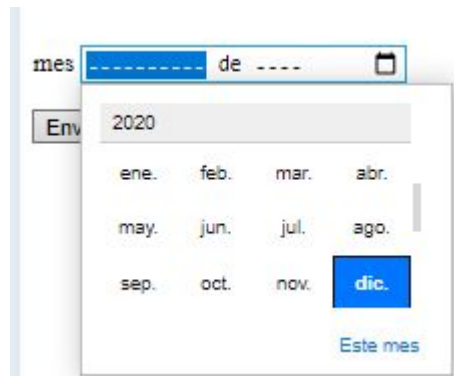 mes ---------- de ----
Env
2020
ene. feb. mar. abr.
may. jun. jul. ago.
sep. oct. nov. dic.
Este mes